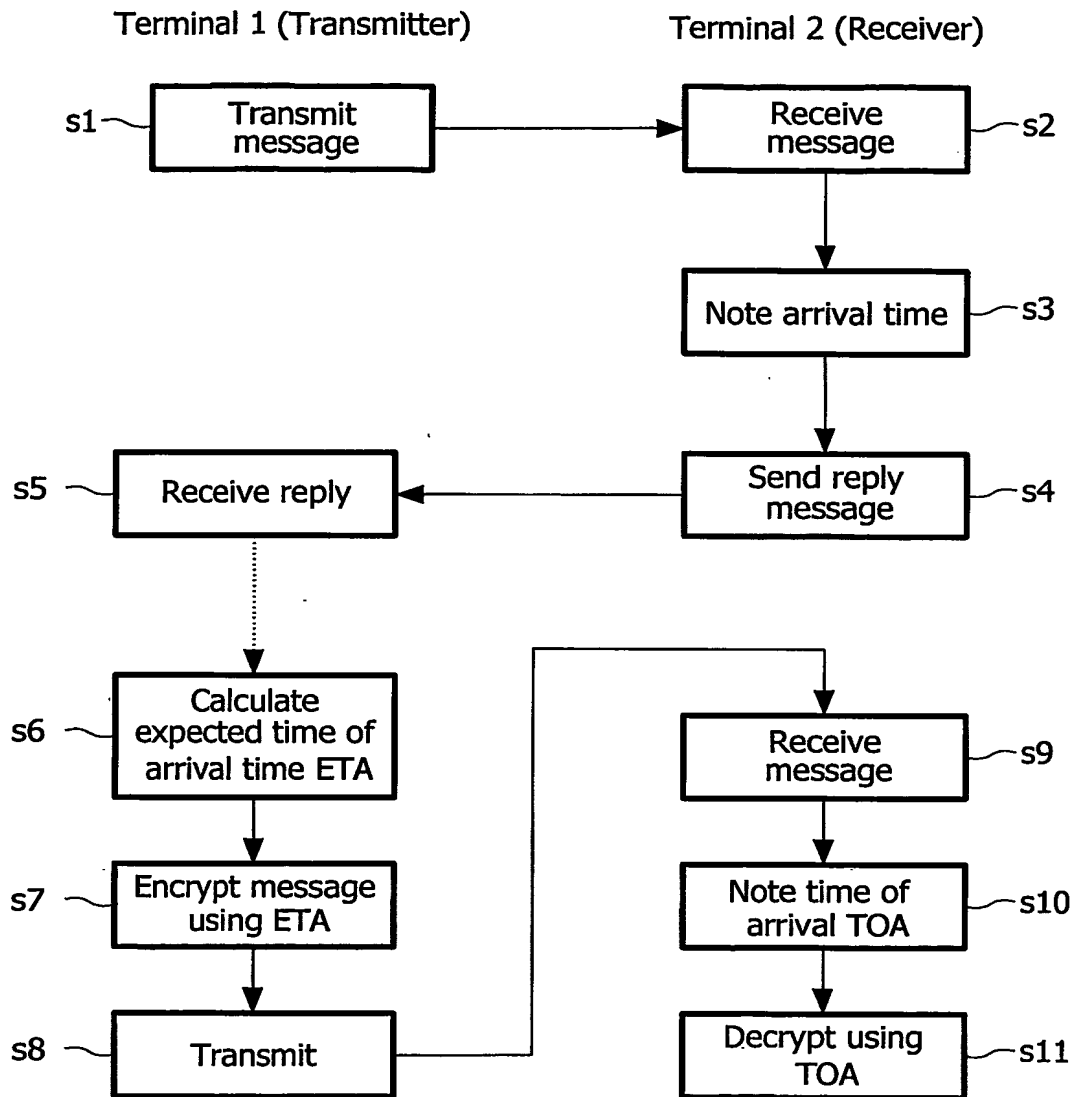 Terminal 1 (Transmitter)
Terminal 2 (Receiver)
s1
Transmit
message
Receive
message
s2
Note arrival time
s3
s5
Receive reply
Send reply
message
s4
s6
Calculate
expected time of
arrival time ETA
Receive
message
s9
s7
Encrypt message
using ETA
Note time of
arrival TOA
s10
s8
Transmit
Decrypt using
TOA
s11